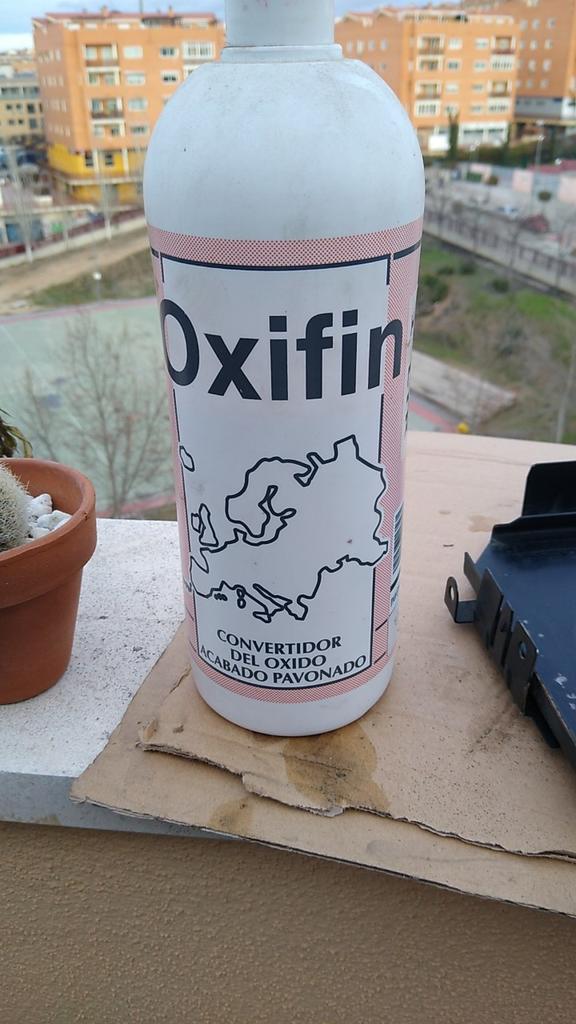 Oxifin
CONVERTIDOR
DEL OXIDO
ACABADO PAVONADO